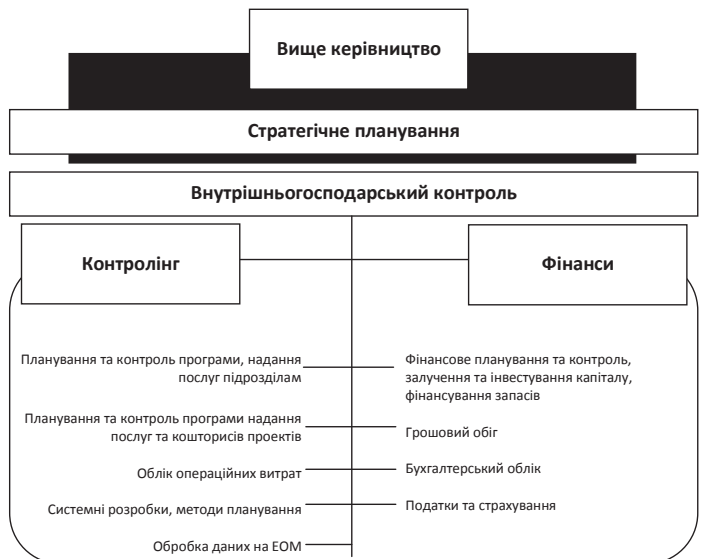 Вище керівництво
Стратегічне планування
Внутрішньогосподарський контроль
Контролінг
Фінанси
Планування та контроль програми, надання
послуг підрозділам
Планування та контроль програми надання
послуг та кошторисів проектів
Облік операційних витрат
Системні розробки, методи планування
Обробка даних на ЕОМ
Фінансове планування та контроль,
залучення та інвестування капіталу,
фінансування запасів
Грошовий обіг
Бухгалтерський облік
Податки та страхування